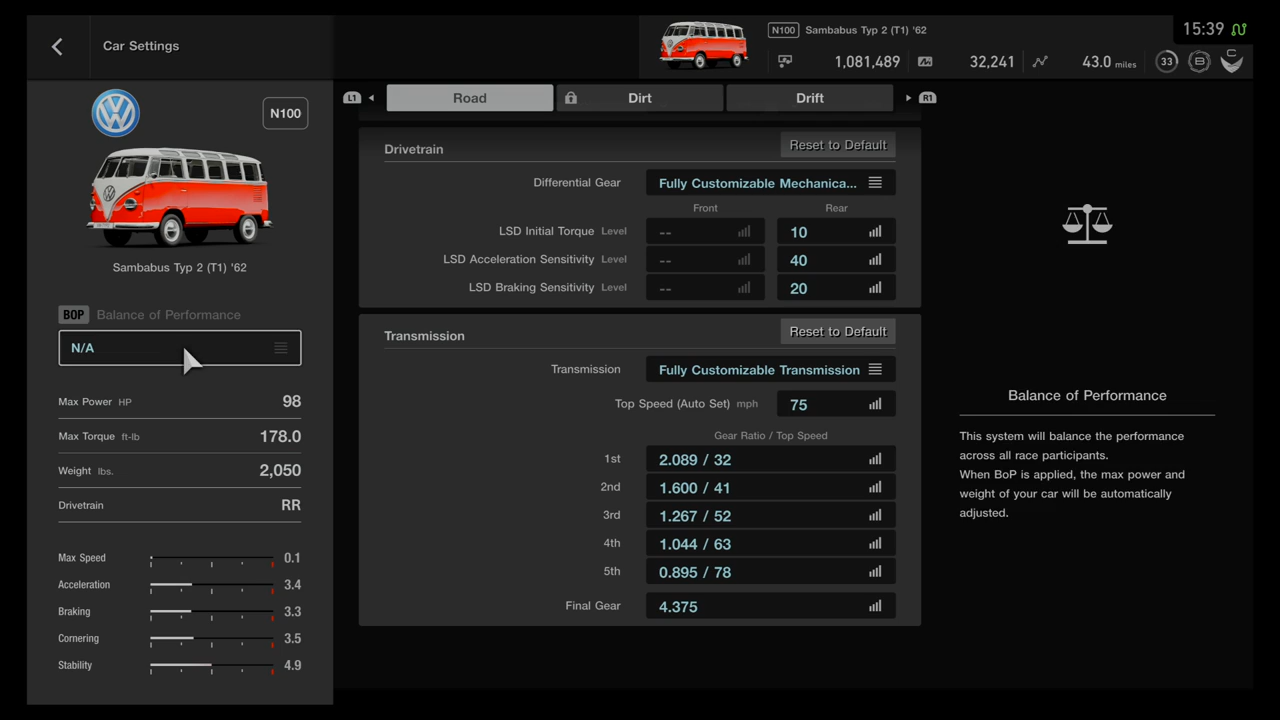 Car Settings
N100 Sambabus Typ 2 (T1) '62
15:39
1,081,489
32,241
43.0 miles
33
B
C
N100
Sambabus Typ 2 (T1) '62
BOP Balance of Performance
N/A
Max Power HP 98
Max Torque ft-lb 178.0
Weight lbs. 2,050
Drivetrain RR
Max Speed 0.1
Acceleration 3.4
Braking 3.3
Cornering 3.5
Stability 4.9
L1 Road Dirt Drift R1
Drivetrain Reset to Default
Differential Gear Fully Customizable Mechanica...
Front Rear
LSD Initial Torque Level -- 10
LSD Acceleration Sensitivity Level -- 40
LSD Braking Sensitivity Level -- 20
Transmission Reset to Default
Transmission Fully Customizable Transmission
Top Speed (Auto Set) mph 75
Gear Ratio / Top Speed
1st 2.089 / 32
2nd 1.600 / 41
3rd 1.267 / 52
4th 1.044 / 63
5th 0.895 / 78
Final Gear 4.375
Balance of Performance
This system will balance the performance
across all race participants.
When BoP is applied, the max power and
weight of your car will be automatically
adjusted.